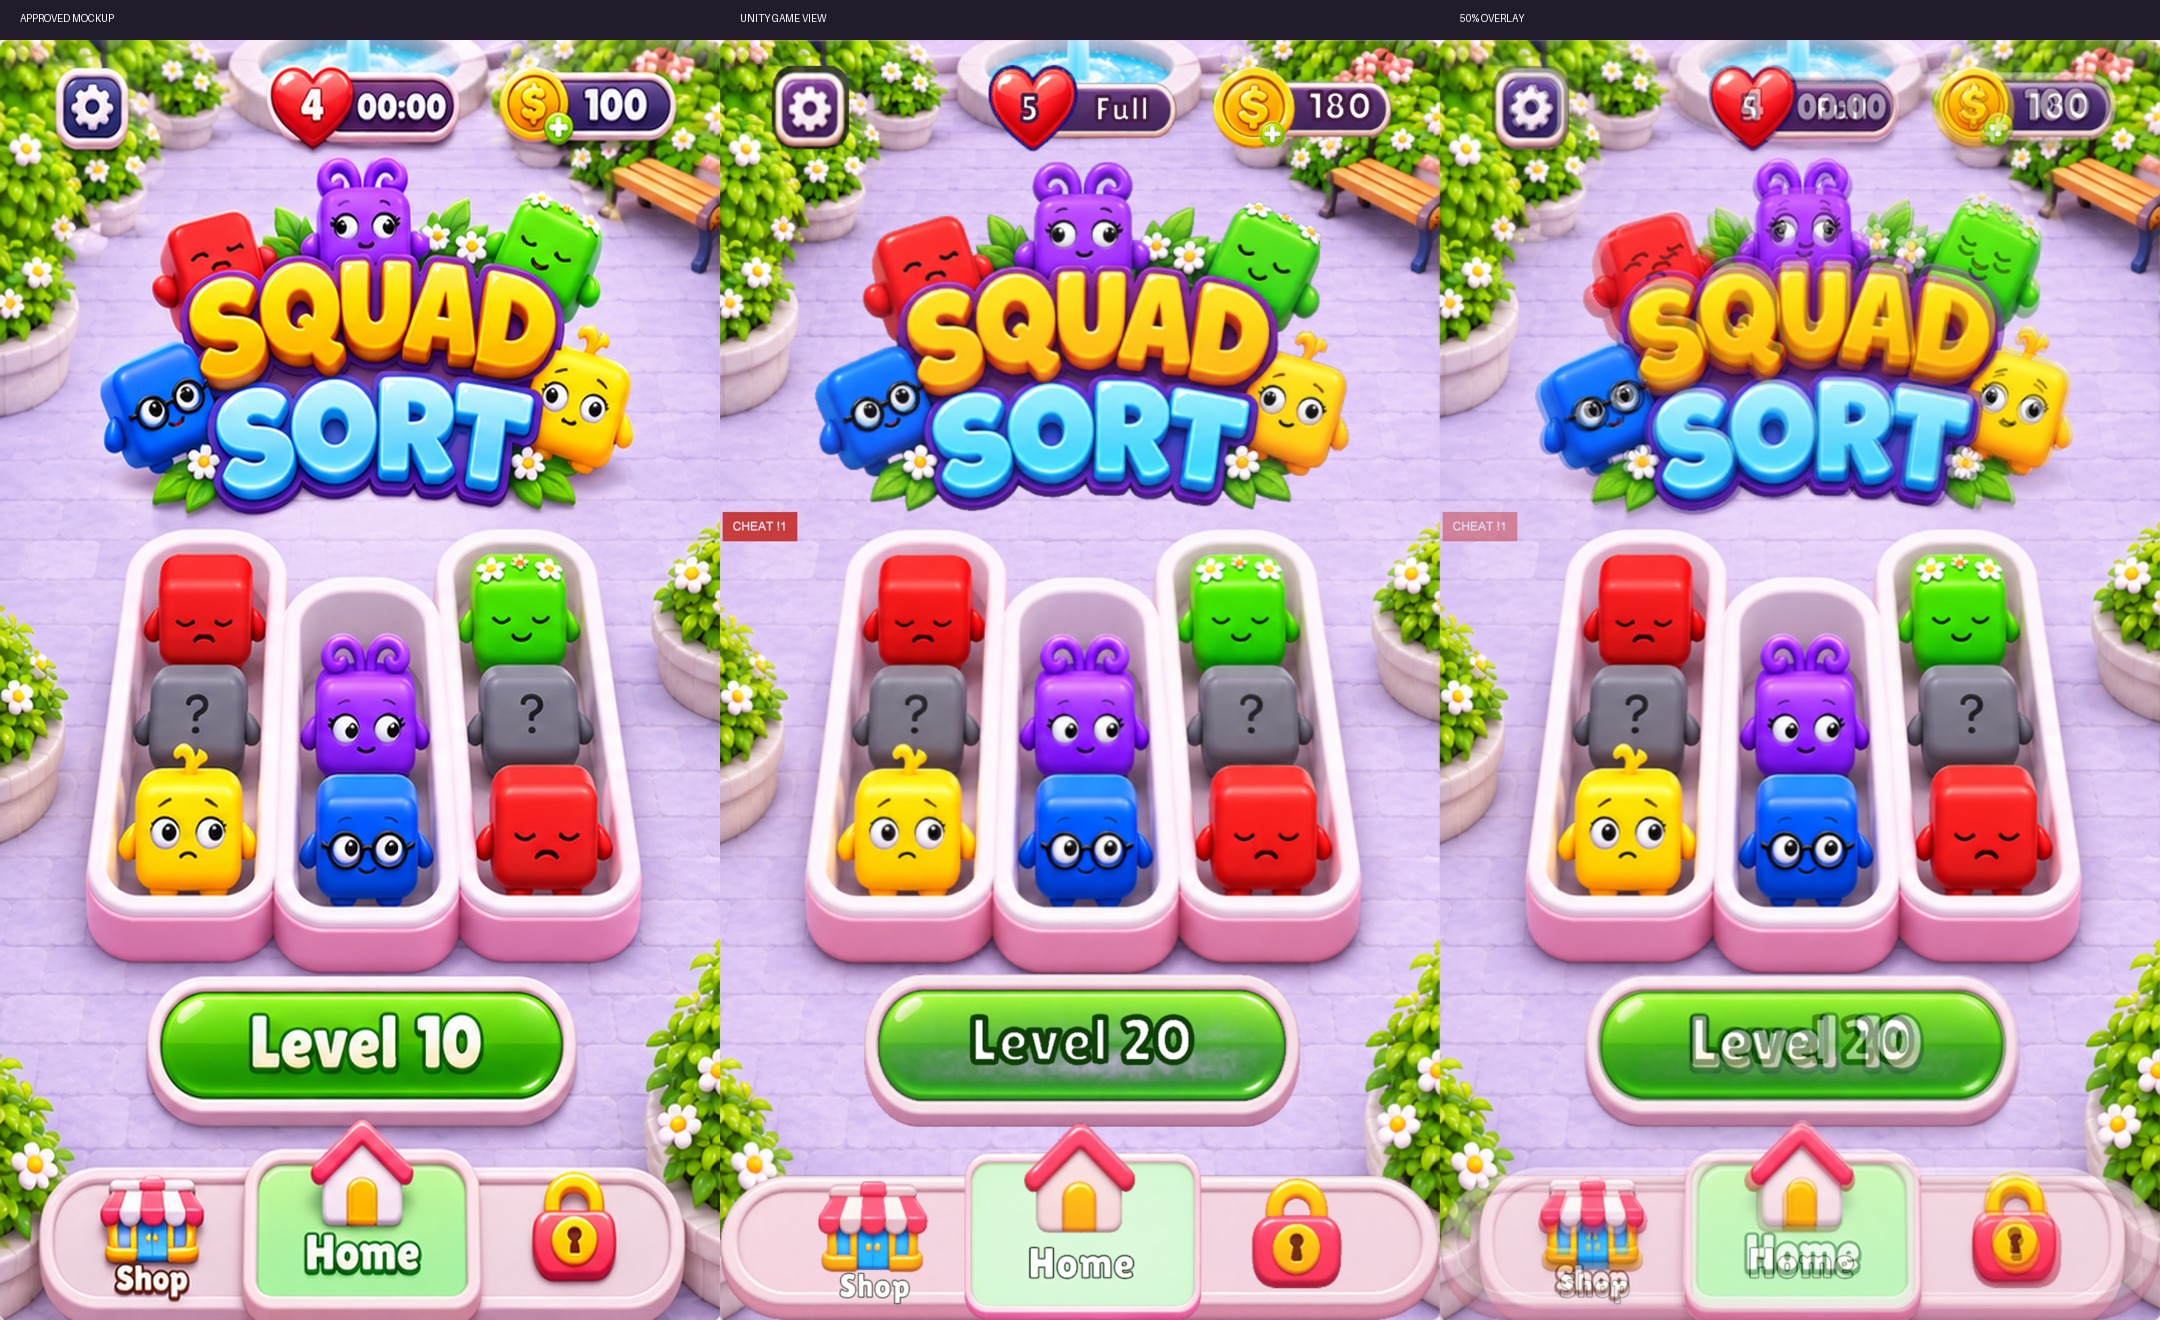 APPROVED MOCKUP
UNITY GAME VIEW
50% OVERLAY
4 00:00
$ 100
5 Full
$ 180
$
SQUAD
SORT
SQUAD
SORT
SQUAD
SORT
CHEAT !1
CHEAT !1
? ?
? ?
? ?
Level 10
Level 20
Level
Shop
Home
Shop
Home
Shop
Home